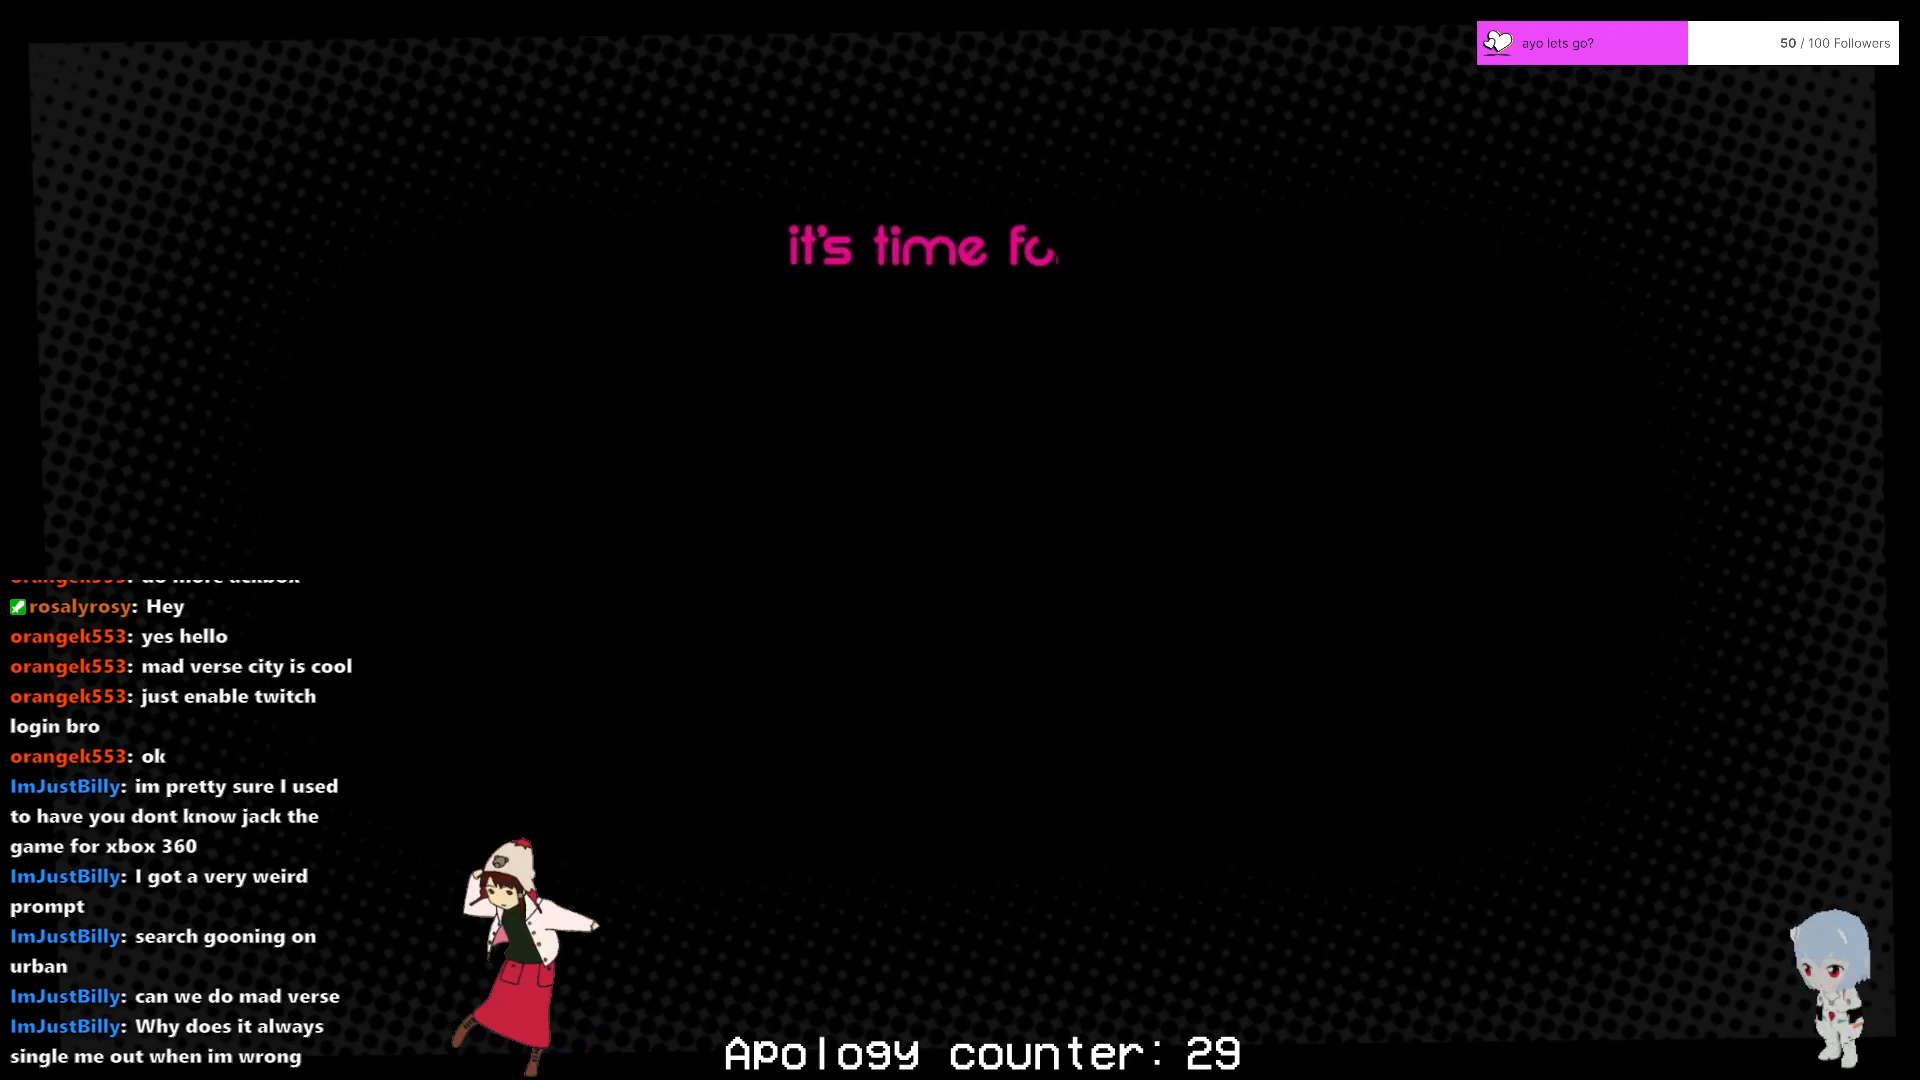 ayo lets go?
50 / 100 Followers
it's time fo
rosalyrosy: Hey
orangek553: yes hello
orangek553: mad verse city is cool
orangek553: just enable twitch
login bro
orangek553: ok
ImJustBilly: im pretty sure I used
to have you dont know jack the
game for xbox 360
ImJustBilly: I got a very weird
prompt
ImJustBilly: search gooning on
urban
ImJustBilly: can we do mad verse
ImJustBilly: Why does it always
single me out when im wrong
Apology counter: 29